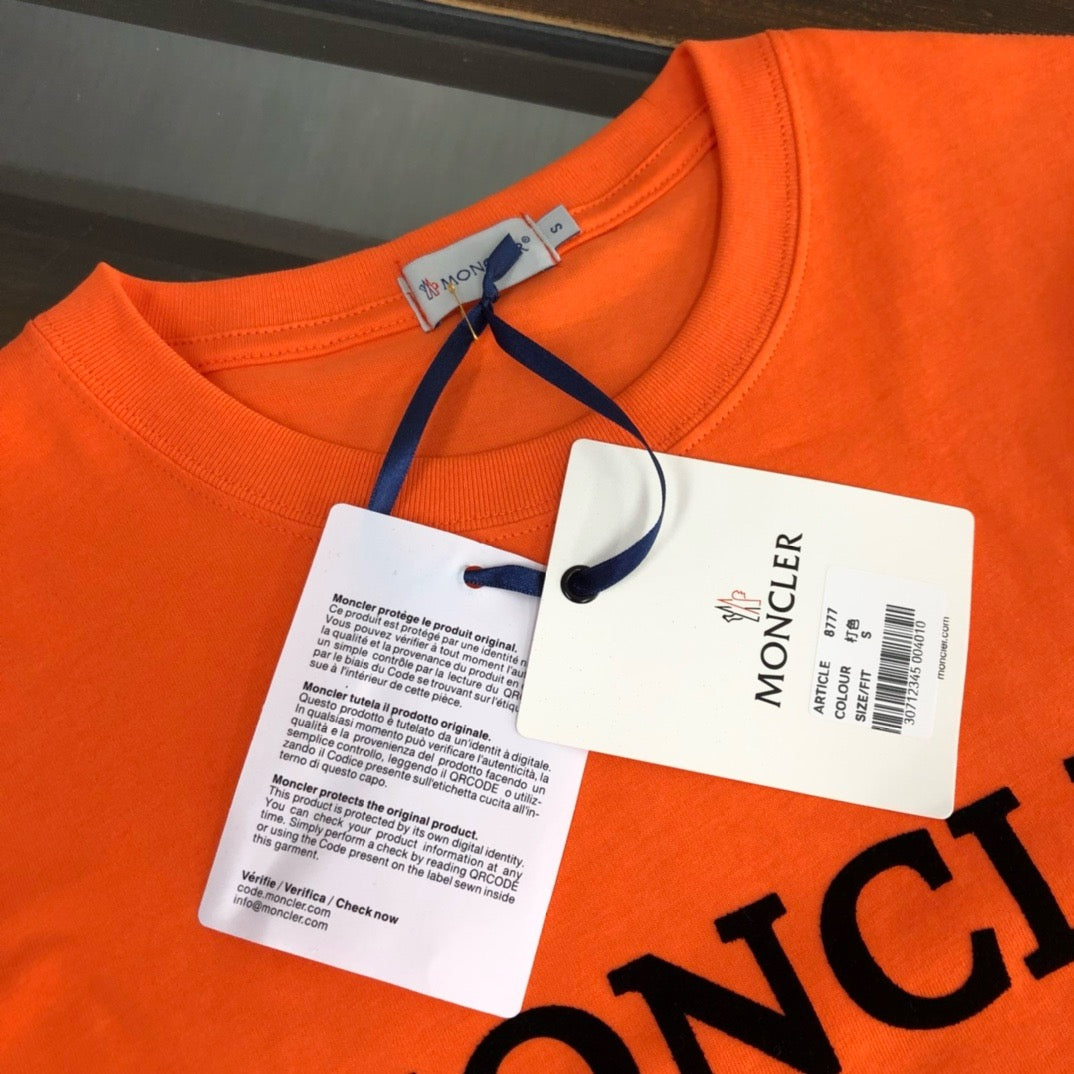 MONCLER
S
Moncler protège le produit original.
Ce produit est protégé par une identité n
Vous pouvez vérifier à tout moment l'au
la qualité et la provenance du produit en
un simple contrôle par la lecture du QR
par le biais du Code se trouvant sur l'étiqu
sue à l'intérieur de cette pièce.
Moncler tutela il prodotto originale.
Questo prodotto è tutelato da un'identit à digitale.
In qualsiasi momento può verificare l'autenticità, la
qualità e la provenienza del prodotto facendo un
semplice controllo, leggendo il QRCODE o utiliz-
zando il Codice presente sull'etichetta cucita all'in-
terno di questo capo.
Moncler protects the original product.
This product is protected by its own digital identity.
You can check your product information at any
time. Simply perform a check by reading QRCODE
or using the Code present on the label sewn inside
this garment.
Vérifie / Verifica / Check now
code.moncler.com
info@moncler.com
MONCLER
ARTICLE 8777
COLOUR 杠色
SIZE/FIT S
30712345 004010
moncler.com
ONCL